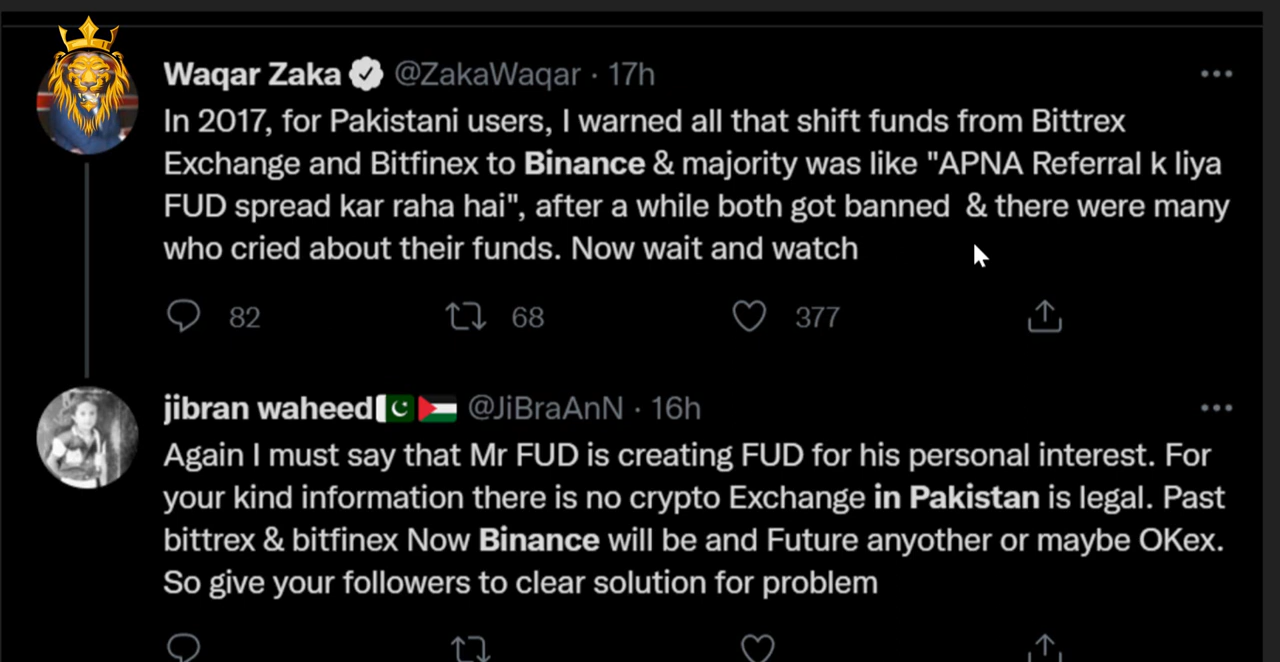 Waqar Zaka @ZakaWaqar · 17h
In 2017, for Pakistani users, I warned all that shift funds from Bittrex
Exchange and Bitfinex to Binance & majority was like "APNA Referral k liya
FUD spread kar raha hai", after a while both got banned  & there were many
who cried about their funds. Now wait and watch
82 68 377
jibran waheed🇵🇰🇵🇸 @JiBraAnN · 16h
Again I must say that Mr FUD is creating FUD for his personal interest. For
your kind information there is no crypto Exchange in Pakistan is legal. Past
bittrex & bitfinex Now Binance will be and Future anyother or maybe OKex.
So give your followers to clear solution for problem